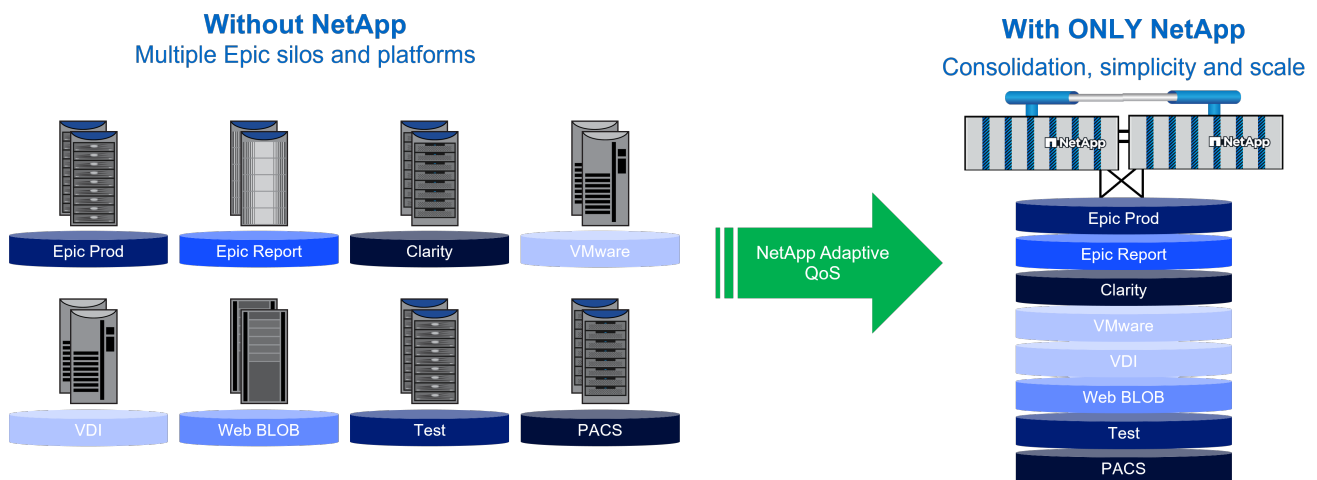 Without NetApp
Multiple Epic silos and platforms
Epic Prod
Epic Report
Clarity
VMware
VDI
Web BLOB
Test
PACS
NetApp Adaptive
QoS
With ONLY NetApp
Consolidation, simplicity and scale
NetApp
NetApp
Epic Prod
Epic Report
Clarity
VMware
VDI
Web BLOB
Test
PACS